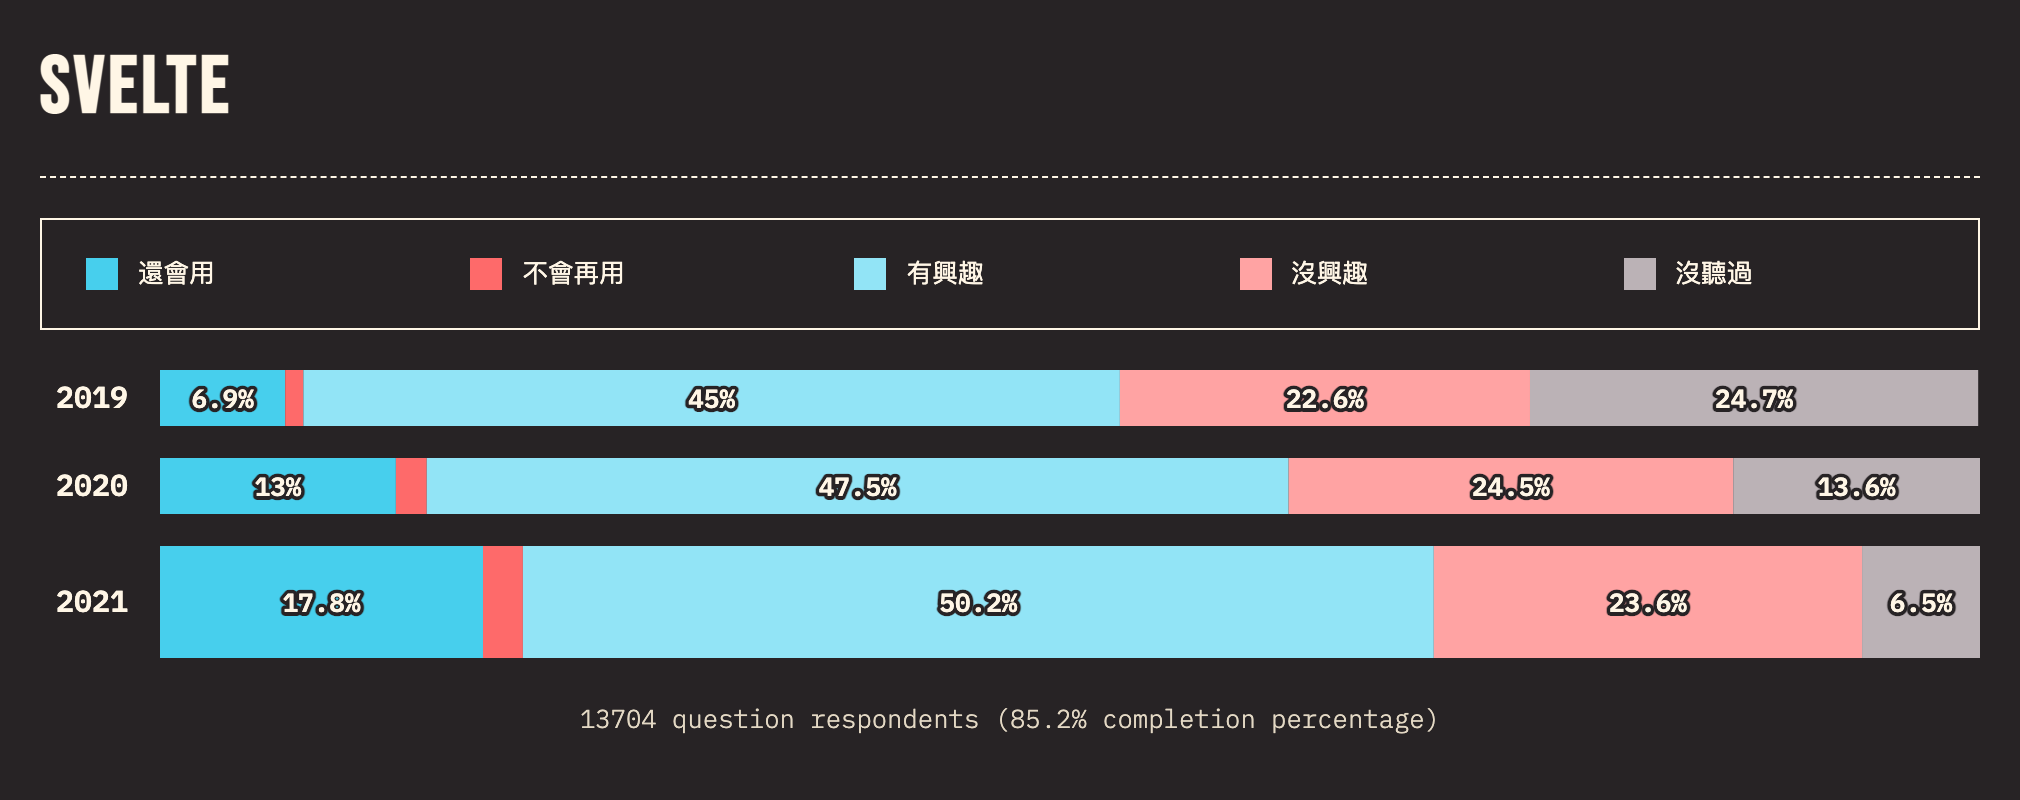 SVELTE
還會用 不會再用 有興趣 沒興趣 沒聽過
2019 6.9% 45% 22.6% 24.7%
2020 13% 47.5% 24.5% 13.6%
2021 17.8% 50.2% 23.6% 6.5%
13704 question respondents (85.2% completion percentage)